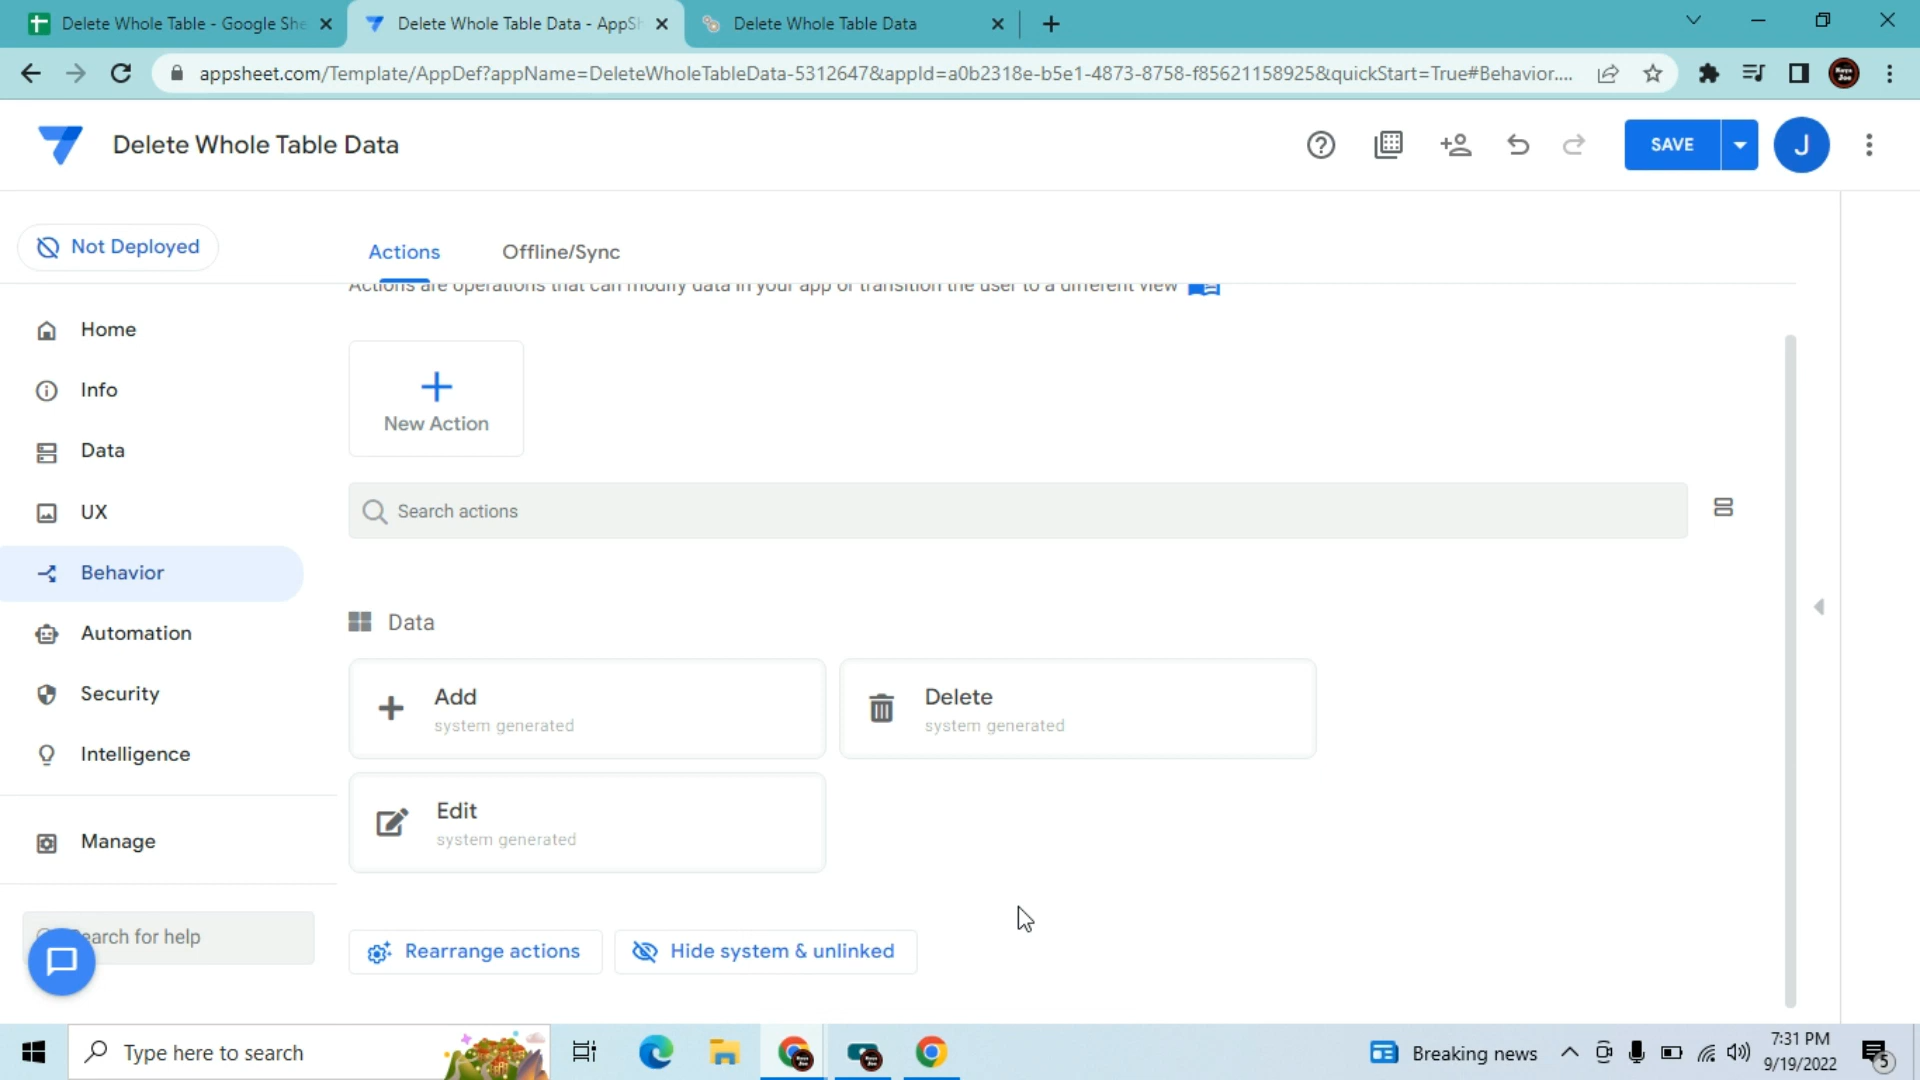 Delete Whole Table - Google She
Delete Whole Table Data - AppSh
Delete Whole Table Data
appsheet.com/Template/AppDef?appName=DeleteWholeTableData-5312647&appId=a0b2318e-b5e1-4873-8758-f85621158925&quickStart=True#Behavior....
Delete Whole Table Data
SAVE
J
Not Deployed
Actions
Offline/Sync
Actions are operations that can modify data in your app or transition the user to a different view
Home
Info
Data
UX
Behavior
Automation
Security
Intelligence
Manage
earch for help
New Action
Search actions
Data
Add
system generated
Delete
system generated
Edit
system generated
Rearrange actions
Hide system & unlinked
Type here to search
Breaking news
7:31 PM
9/19/2022
5